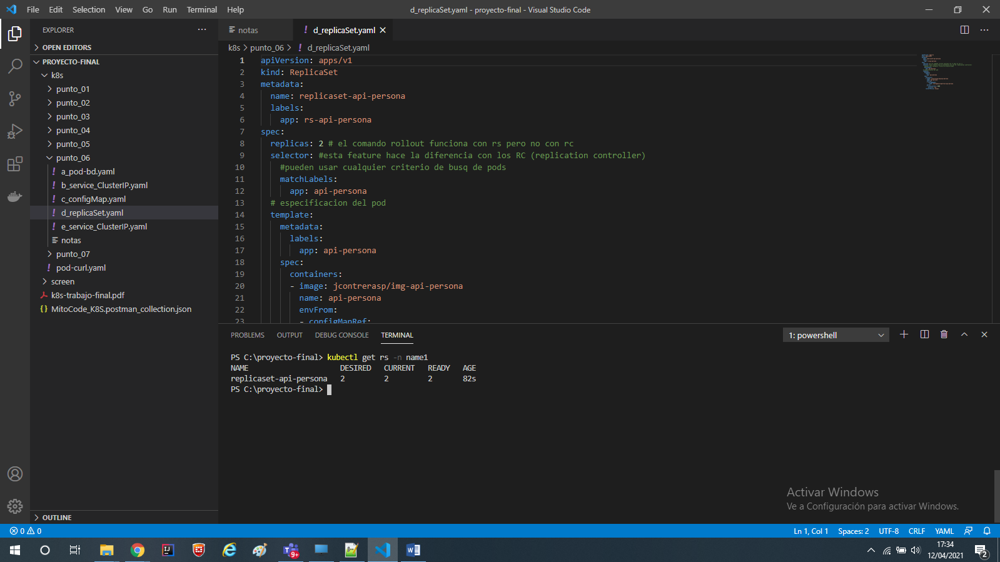 File Edit Selection View Go Run Terminal Help
d_replicaSet.yaml - proyecto-final - Visual Studio Code
EXPLORER
OPEN EDITORS
PROYECTO-FINAL
k8s
punto_01
punto_02
punto_03
punto_04
punto_05
punto_06
! a_pod-bd.yaml
! b_service_ClusterIP.yaml
! c_configMap.yaml
! d_replicaSet.yaml
! e_service_ClusterIP.yaml
notas
punto_07
! pod-curl.yaml
screen
k8s-trabajo-final.pdf
{} MitoCode_K8S.postman_collection.json
OUTLINE
notas
! d_replicaSet.yaml
k8s > punto_06 > ! d_replicaSet.yaml
1 apiVersion: apps/v1
2 kind: ReplicaSet
3 metadata:
4 name: replicaset-api-persona
5 labels:
6 app: rs-api-persona
7 spec:
8 replicas: 2 # el comando rollout funciona con rs pero no con rc
9 selector: #esta feature hace la diferencia con los RC (replication controller)
10 #pueden usar cualquier criterio de busq de pods
11 matchLabels:
12 app: api-persona
13 # especificacion del pod
14 template:
15 metadata:
16 labels:
17 app: api-persona
18 spec:
19 containers:
20 - image: jcontrerasp/img-api-persona
21 name: api-persona
22 envFrom:
23 - configMapRef:
PROBLEMS OUTPUT DEBUG CONSOLE TERMINAL
1: powershell
PS C:\proyecto-final> kubectl get rs -n name1
NAME DESIRED CURRENT READY AGE
replicaset-api-persona 2 2 2 82s
PS C:\proyecto-final>
Activar Windows
Ve a Configuración para activar Windows.
0 0
Ln 1, Col 1 Spaces: 2 UTF-8 CRLF YAML
9+
17:34
12/04/2021
2